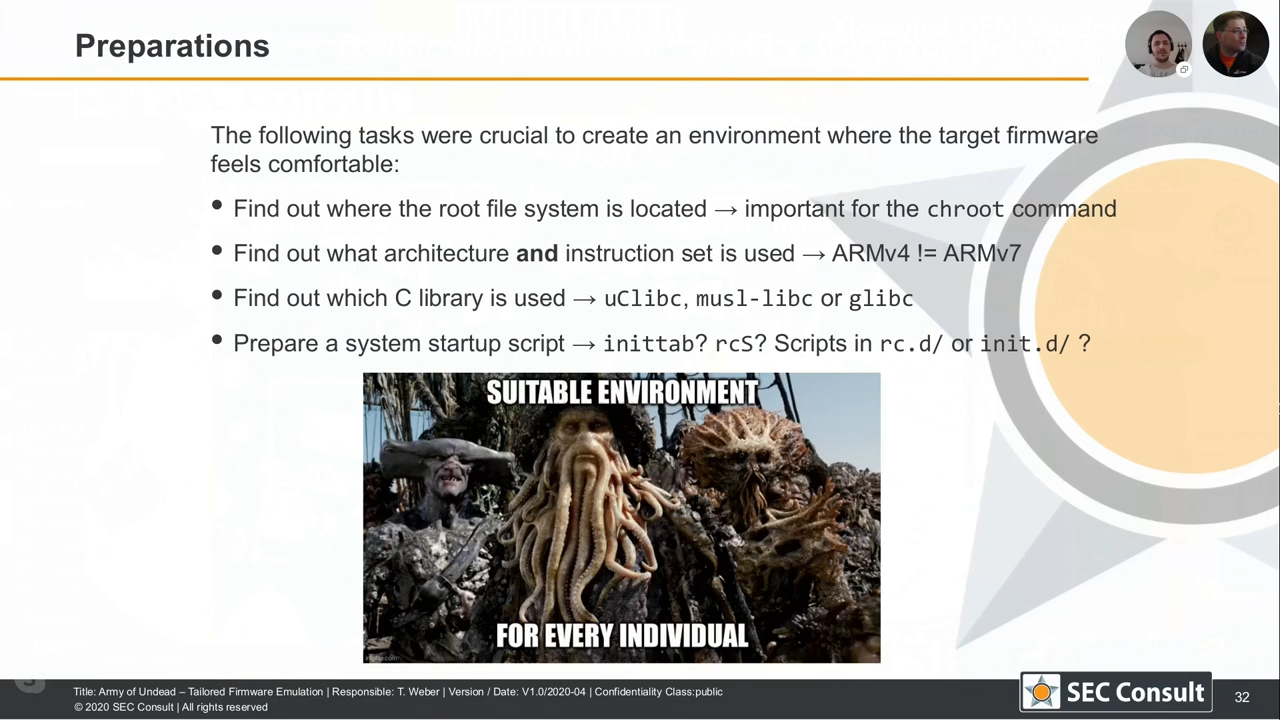 Preparations
The following tasks were crucial to create an environment where the target firmware
feels comfortable:
• Find out where the root file system is located → important for the chroot command
• Find out what architecture and instruction set is used → ARMv4 != ARMv7
• Find out which C library is used → uClibc, musl-libc or glibc
• Prepare a system startup script → inittab? rcS? Scripts in rc.d/ or init.d/ ?
SUITABLE ENVIRONMENT
FOR EVERY INDIVIDUAL
Title: Army of Undead – Tailored Firmware Emulation | Responsible: T. Weber | Version / Date: V1.0/2020-04 | Confidentiality Class:public
© 2020 SEC Consult | All rights reserved
SEC Consult
32